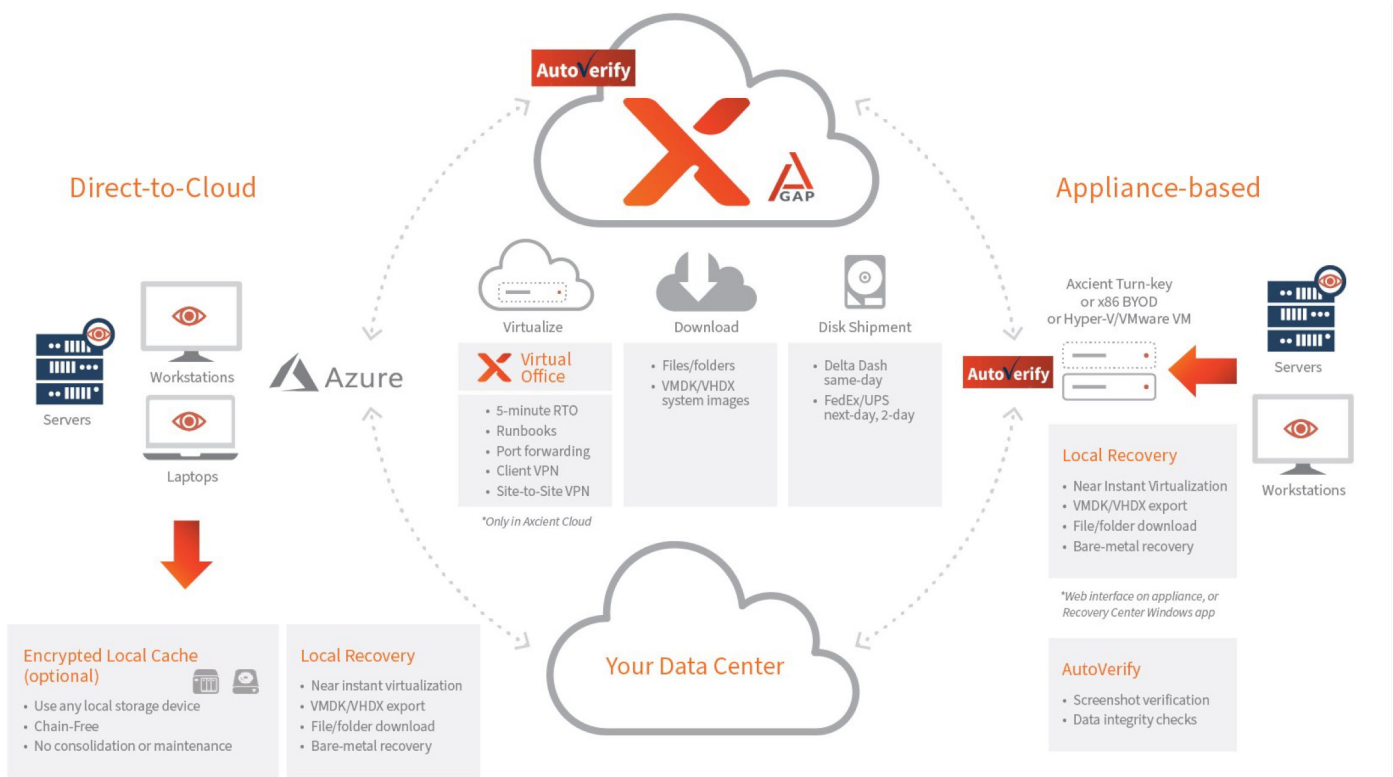 AutoVerify
X
GAP
Direct-to-Cloud
Servers
Workstations
Laptops
Azure
Encrypted Local Cache
(optional)
• Use any local storage device
• Chain-Free
• No consolidation or maintenance
Local Recovery
• Near instant virtualization
• VMDK/VHDX export
• File/folder download
• Bare-metal recovery
Virtualize
X Virtual
Office
• 5-minute RTO
• Runbooks
• Port forwarding
• Client VPN
• Site-to-Site VPN
*Only in Axcient Cloud
Download
• Files/folders
• VMDK/VHDX
system images
Disk Shipment
• Delta Dash
same-day
• FedEx/UPS
next-day, 2-day
Your Data Center
Appliance-based
Axcient Turn-key
or x86 BYOD
or Hyper-V/VMware VM
AutoVerify
Servers
Workstations
Local Recovery
• Near Instant Virtualization
• VMDK/VHDX export
• File/folder download
• Bare-metal recovery
*Web interface on appliance, or
Recovery Center Windows app
AutoVerify
• Screenshot verification
• Data integrity checks